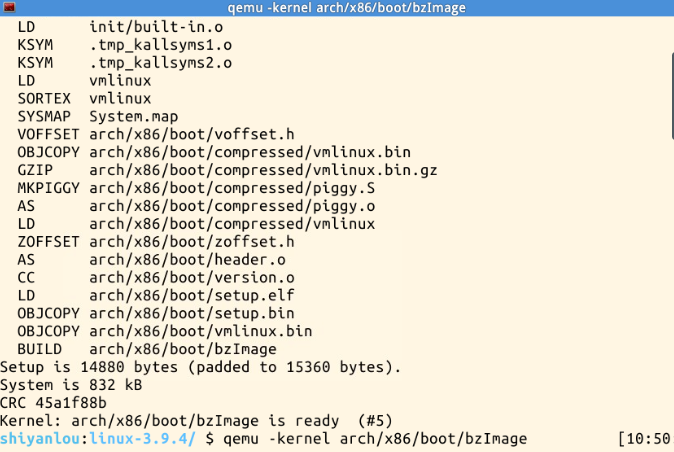 qemu -kernel arch/x86/boot/bzImage
LD init/built-in.o
KSYM .tmp_kallsyms1.o
KSYM .tmp_kallsyms2.o
LD vmlinux
SORTEX vmlinux
SYSMAP System.map
VOFFSET arch/x86/boot/voffset.h
OBJCOPY arch/x86/boot/compressed/vmlinux.bin
GZIP arch/x86/boot/compressed/vmlinux.bin.gz
MKPIGGY arch/x86/boot/compressed/piggy.S
AS arch/x86/boot/compressed/piggy.o
LD arch/x86/boot/compressed/vmlinux
ZOFFSET arch/x86/boot/zoffset.h
AS arch/x86/boot/header.o
CC arch/x86/boot/version.o
LD arch/x86/boot/setup.elf
OBJCOPY arch/x86/boot/setup.bin
OBJCOPY arch/x86/boot/vmlinux.bin
BUILD arch/x86/boot/bzImage
Setup is 14880 bytes (padded to 15360 bytes).
System is 832 kB
CRC 45a1f88b
Kernel: arch/x86/boot/bzImage is ready (#5)
shiyanlou:linux-3.9.4/ $ qemu -kernel arch/x86/boot/bzImage [10:50